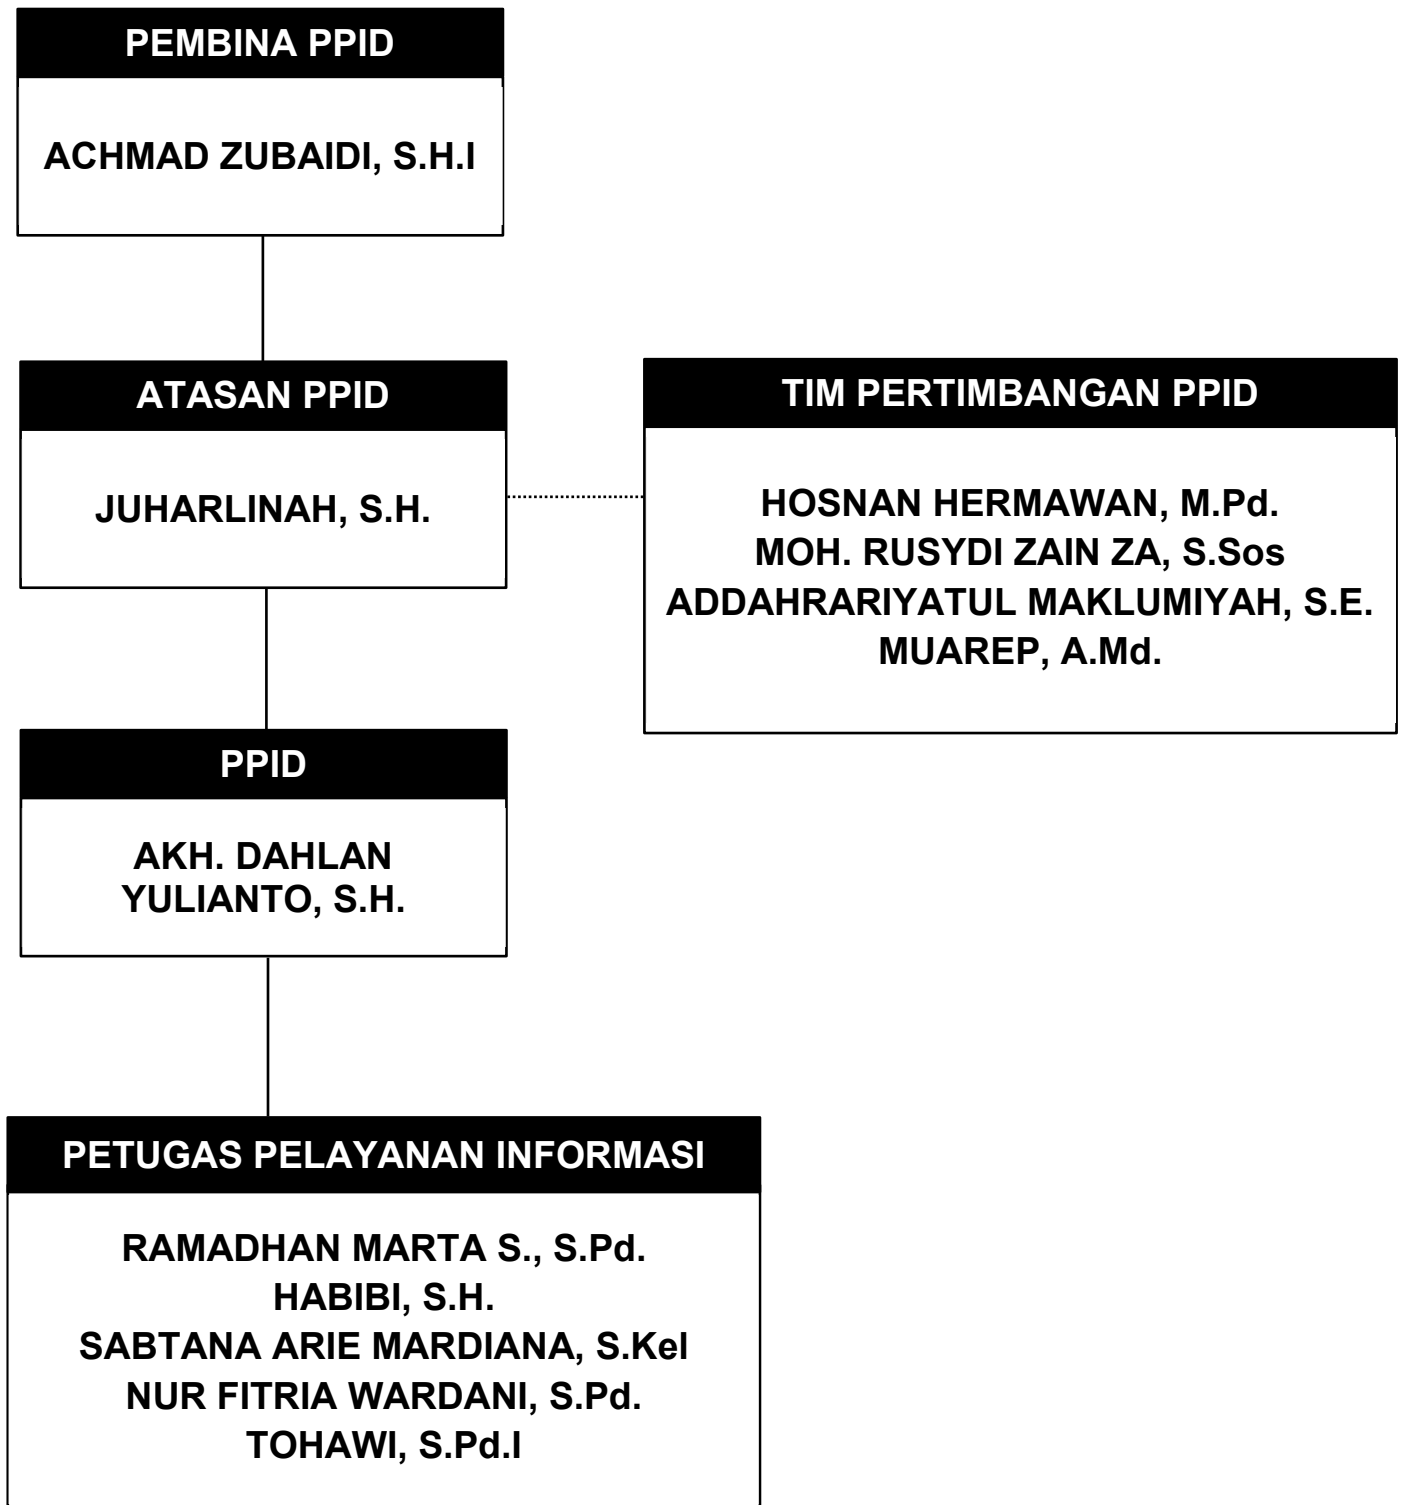 PEMBINA PPID
ACHMAD ZUBAIDI, S.H.I
ATASAN PPID
JUHARLINAH, S.H.
TIM PERTIMBANGAN PPID
HOSNAN HERMAWAN, M.Pd.
MOH. RUSYDI ZAIN ZA, S.Sos
ADDAHRARIYATUL MAKLUMIYAH, S.E.
MUAREP, A.Md.
PPID
AKH. DAHLAN
YULIANTO, S.H.
PETUGAS PELAYANAN INFORMASI
RAMADHAN MARTA S., S.Pd.
HABIBI, S.H.
SABTANA ARIE MARDIANA, S.Kel
NUR FITRIA WARDANI, S.Pd.
TOHAWI, S.Pd.I